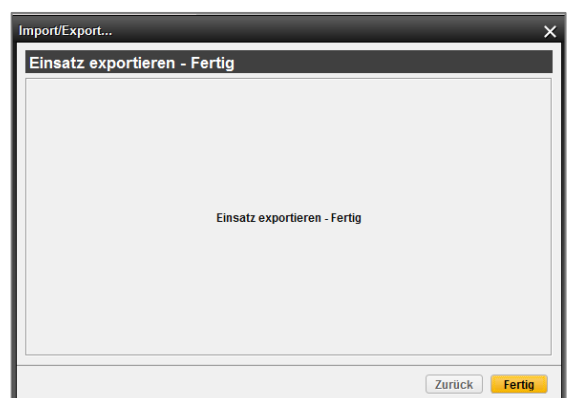 Import/Export...
Einsatz exportieren - Fertig
Einsatz exportieren - Fertig
Zurück Fertig